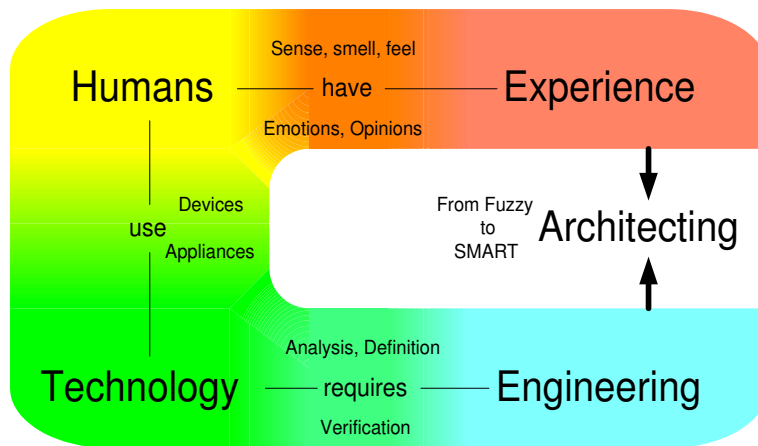 Sense, smell, feel
Humans have Experience
Emotions, Opinions
Devices
use
Appliances
From Fuzzy
to
SMART
Architecting
Analysis, Definition
Technology requires Engineering
Verification